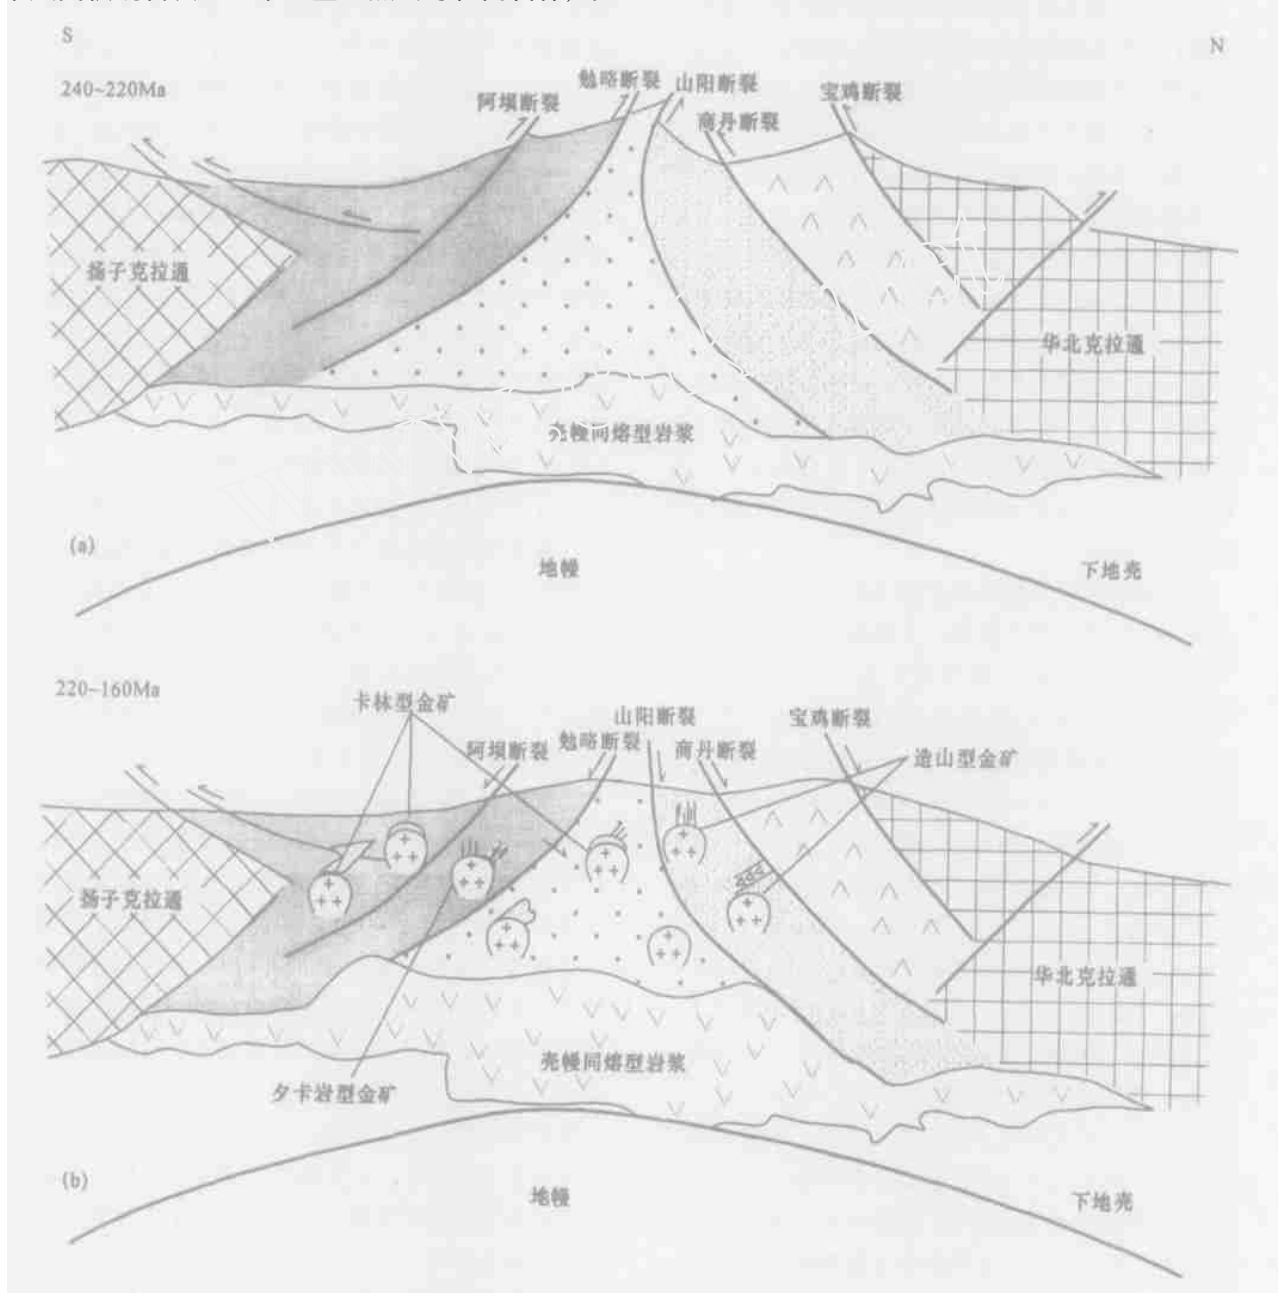 S
N
240~220Ma
阿坝断裂
勉略断裂
山阳断裂
商丹断裂
宝鸡断裂
扬子克拉通
华北克拉通
壳幔同熔型岩浆
(a)
地幔
下地壳
220~160Ma
卡林型金矿
阿坝断裂
勉略断裂
山阳断裂
商丹断裂
宝鸡断裂
造山型金矿
扬子克拉通
华北克拉通
壳幔同熔型岩浆
夕卡岩型金矿
(b)
地幔
下地壳